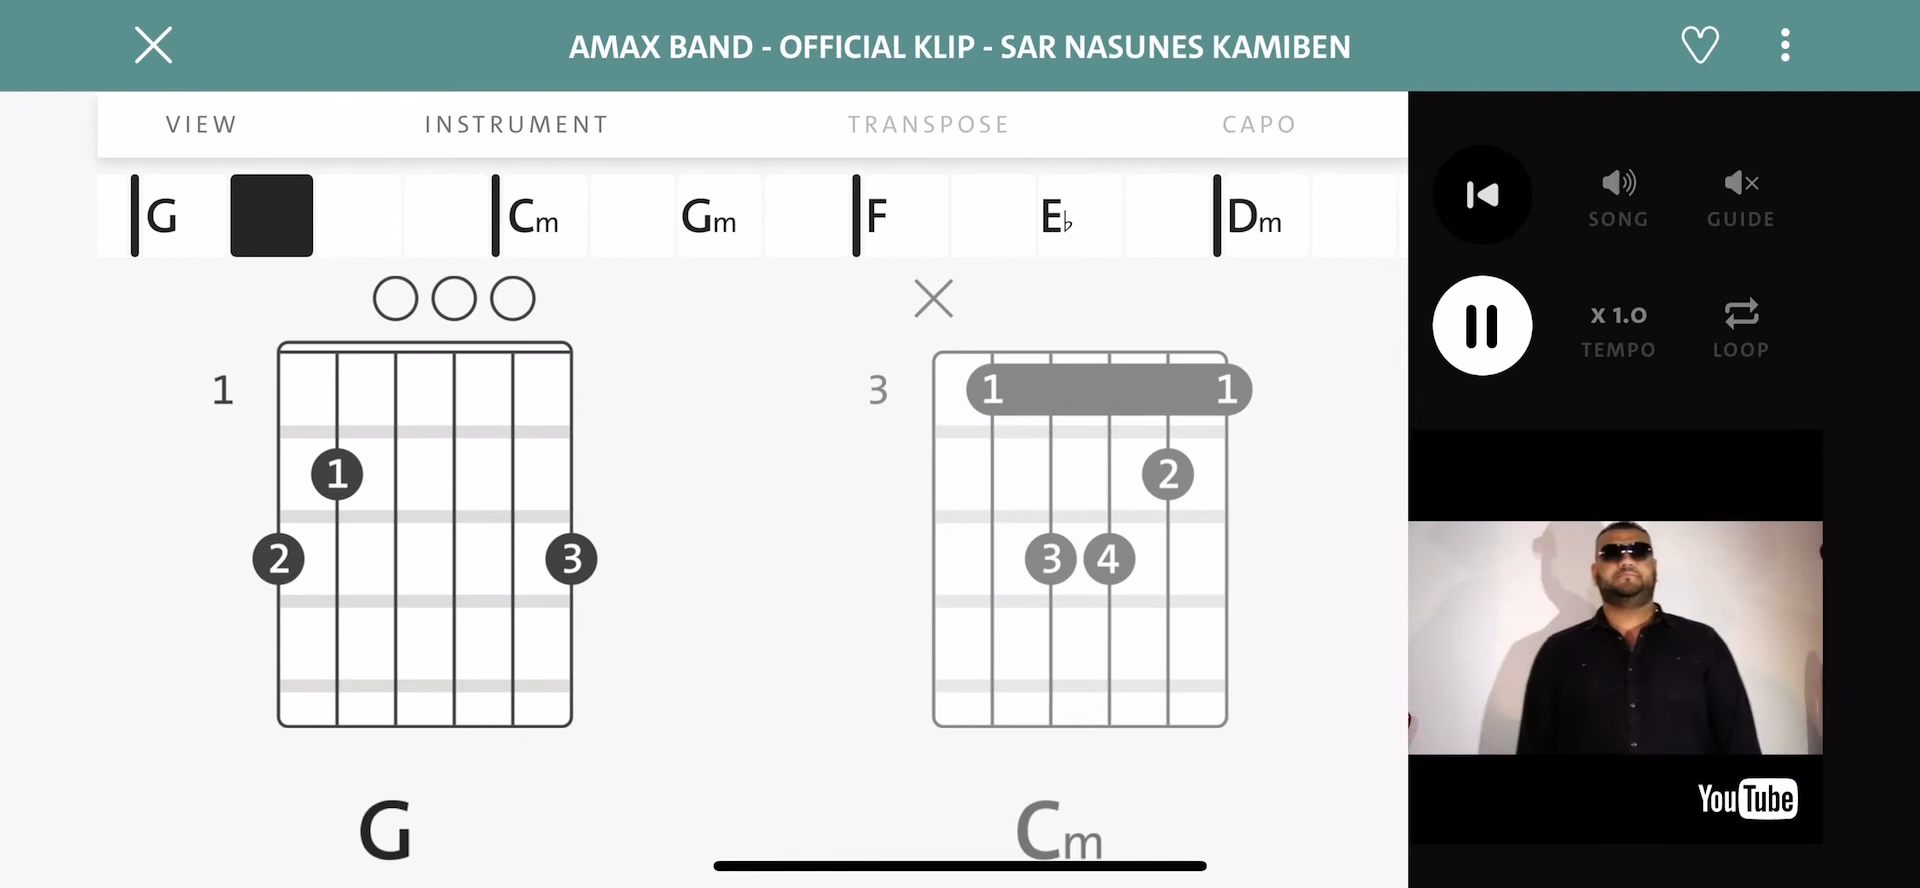 AMAX BAND - OFFICIAL KLIP - SAR NASUNES KAMIBEN
VIEW INSTRUMENT TRANSPOSE CAPO
G Cm Gm F E♭ Dm
SONG GUIDE
X 1.0
TEMPO LOOP
1 1
2 3
3 1 1
2
3 4
G Cm
YouTube